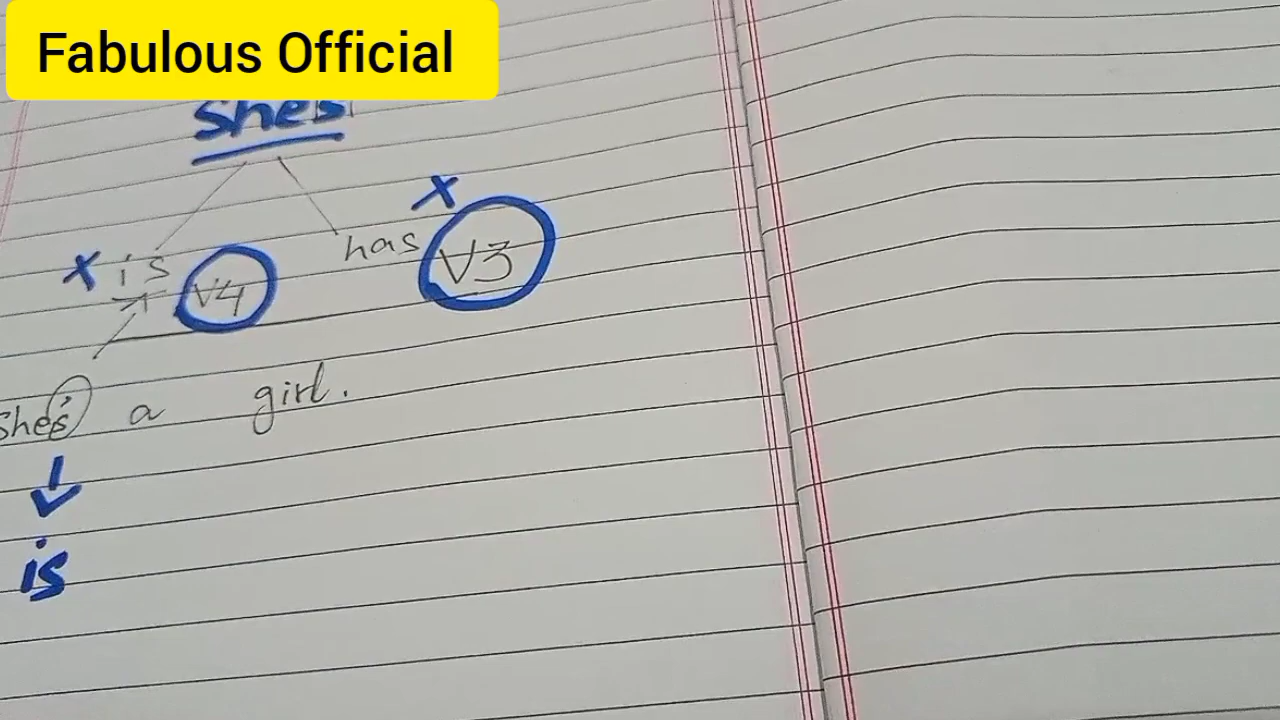 Fabulous Official
She's
x is V4 has x V3
She's a girl.
is